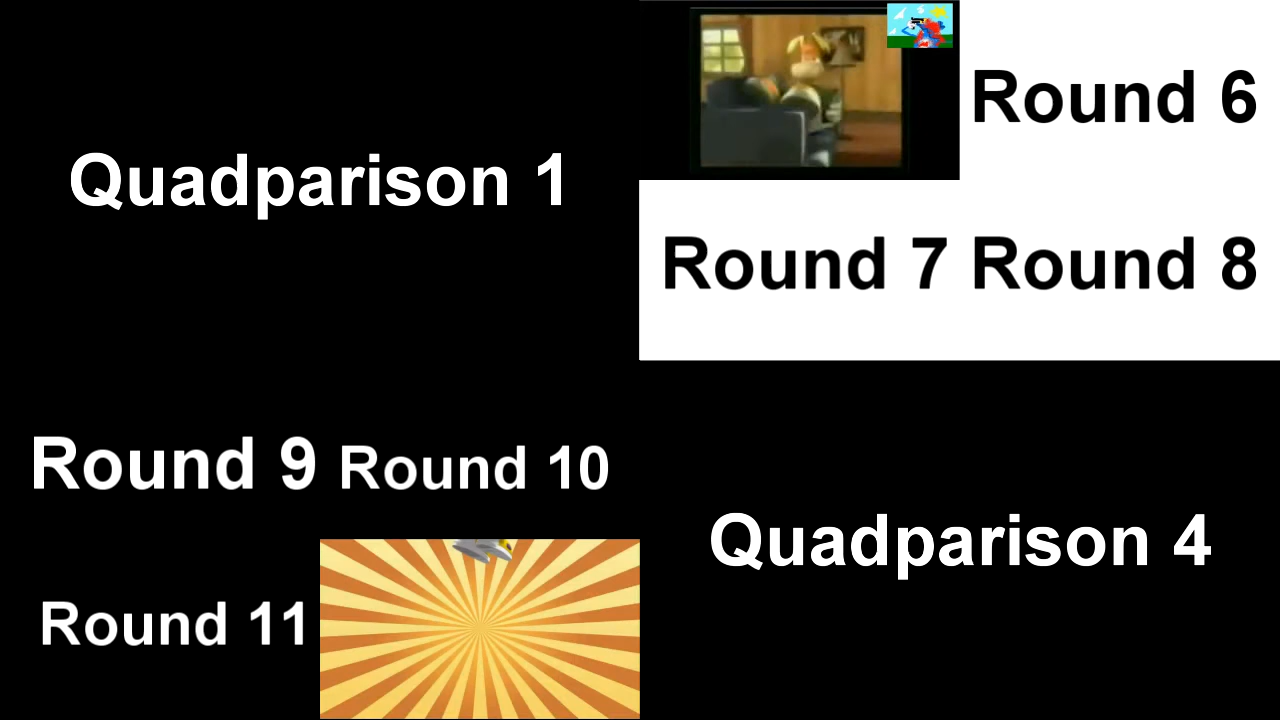 Quadparison 1
Round 6
Round 7 Round 8
Round 9 Round 10
Round 11
Quadparison 4